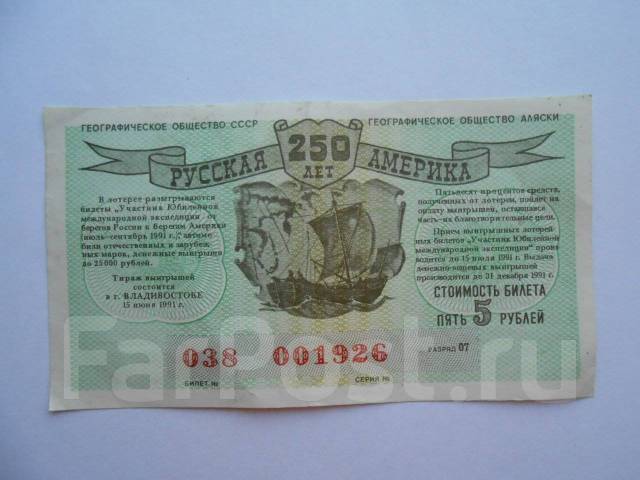 ГЕОГРАФИЧЕСКОЕ ОБЩЕСТВО СССР
ГЕОГРАФИЧЕСКОЕ ОБЩЕСТВО АЛЯСКИ
РУССКАЯ
250
ЛЕТ
АМЕРИКА
В лотерее разыгрываются
билеты „Участник Юбилейной
международной экспедиции от
берегов России к берегам Америки
(июль-сентябрь 1991 г.)", автомо-
били отечественных и зарубеж-
ных марок, денежные выигрыши
до 25000 рублей.
Тираж выигрышей
состоится
в г. ВЛАДИВОСТОКЕ
15 июня 1991 г.
Пятьдесят процентов средств,
полученных от лотереи, пойдет на
оплату выигрышей, оставшаяся
часть-на благотворительные цели.
Прием выигрышных лотерей-
ных билетов „Участник Юбилейной
международной экспедиции" произ-
водится до 15 июля 1991 г. Выдача
денежно-вещевых выигрышей
производится до 31 декабря 1991 г.
СТОИМОСТЬ БИЛЕТА
ПЯТЬ 5 РУБЛЕЙ
038 001926
РАЗРЯД 07
БИЛЕТ №
СЕРИЯ №
FarPost.ru